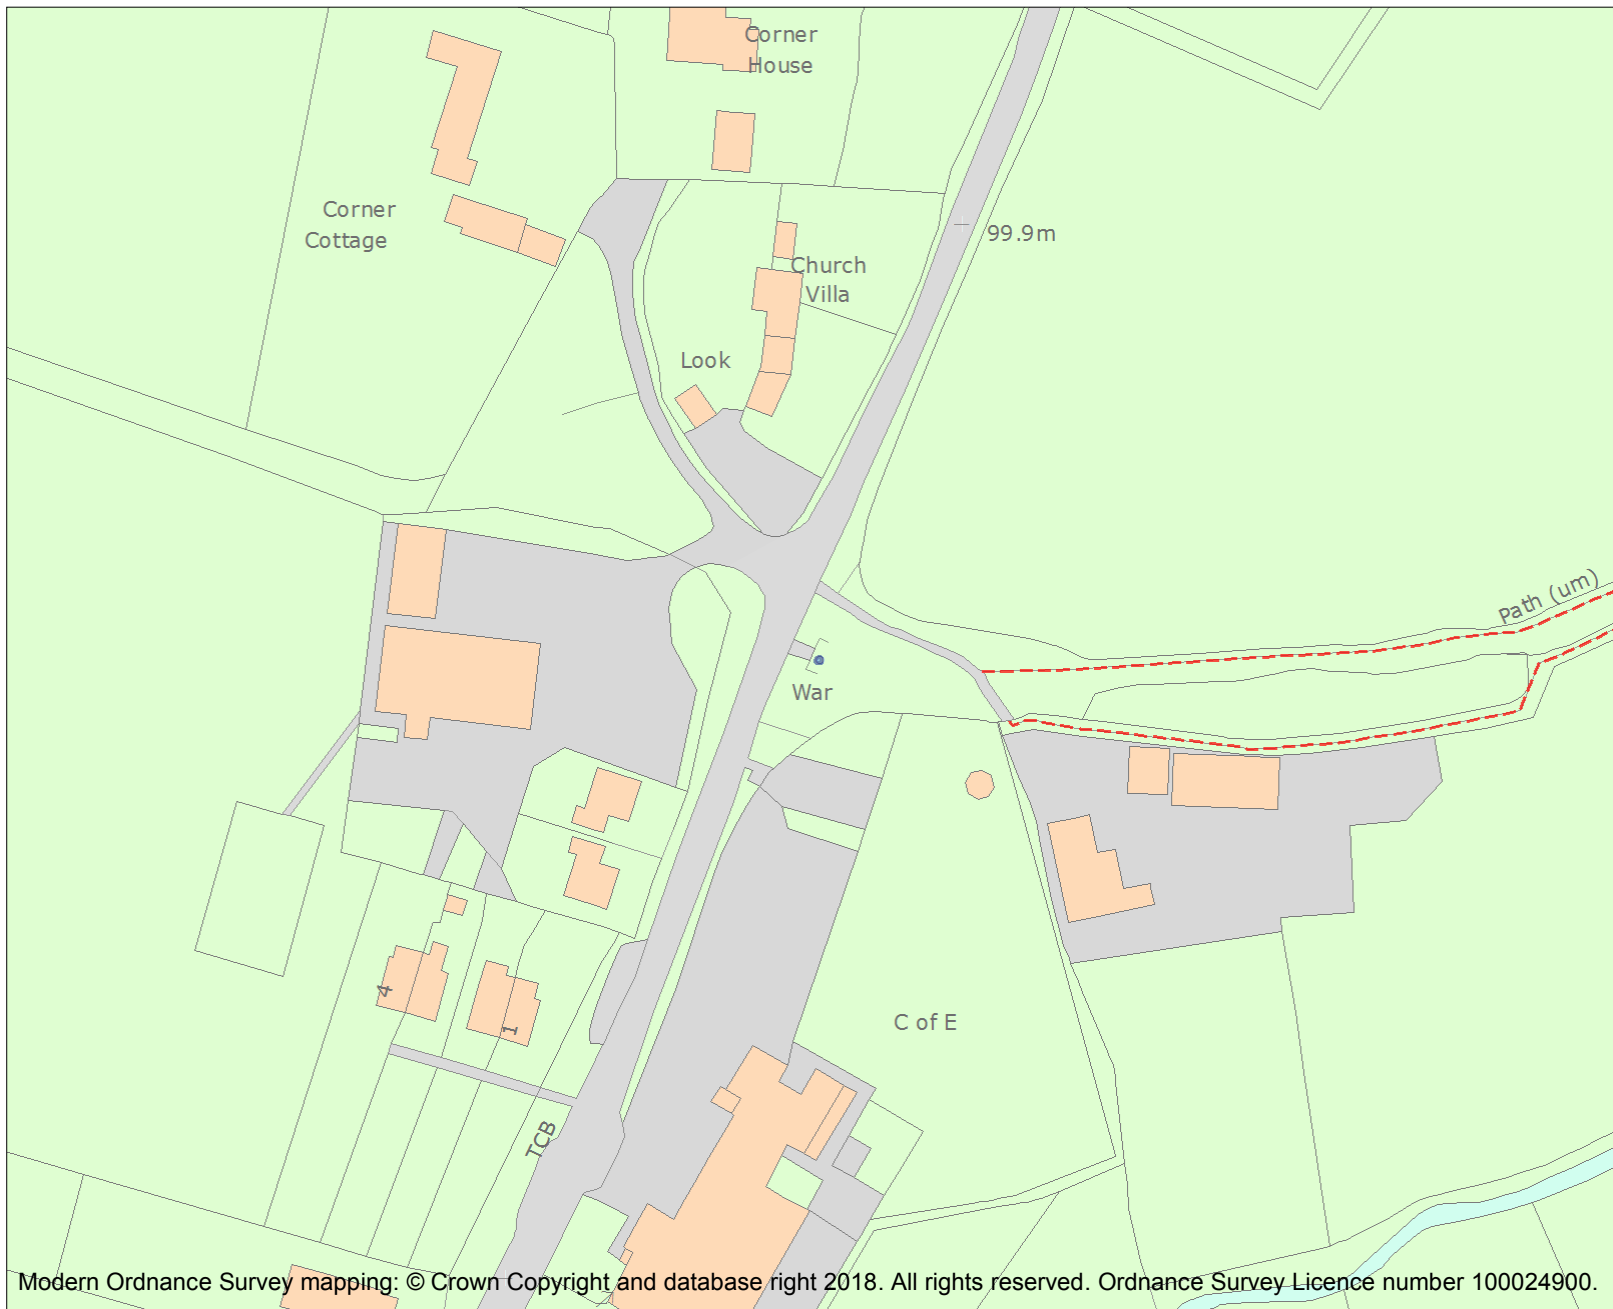 Corner
House
Corner
Cottage
99.9m
Church
Villa
Look
Path (um)
War
4
1
C of E
TCB
Modern Ordnance Survey mapping: © Crown Copyright and database right 2018. All rights reserved. Ordnance Survey Licence number 100024900.